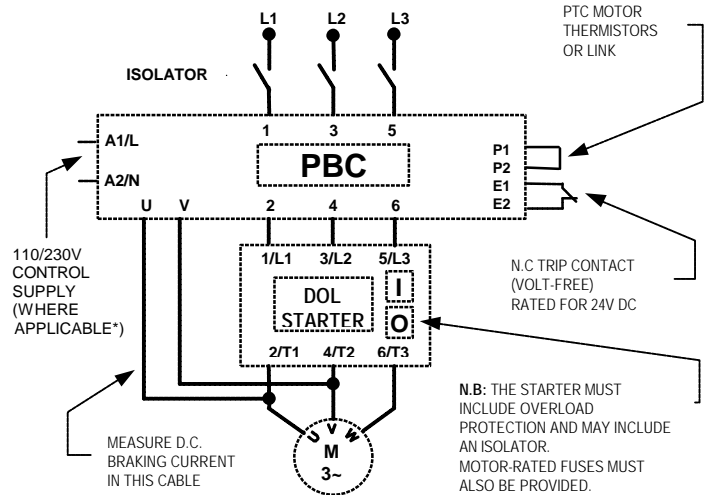 L1 L2 L3
PTC MOTOR
THERMISTORS
OR LINK
ISOLATOR
1 3 5
A1/L
A2/N
PBC
P1
P2
E1
E2
U V 2 4 6
110/230V
CONTROL
SUPPLY
(WHERE
APPLICABLE*)
1/L1 3/L2 5/L3
DOL
STARTER
I
O
2/T1 4/T2 6/T3
N.C TRIP CONTACT
(VOLT-FREE)
RATED FOR 24V DC
U V W
M
3~
MEASURE D.C.
BRAKING CURRENT
IN THIS CABLE
N.B: THE STARTER MUST
INCLUDE OVERLOAD
PROTECTION AND MAY INCLUDE
AN ISOLATOR.
MOTOR-RATED FUSES MUST
ALSO BE PROVIDED.